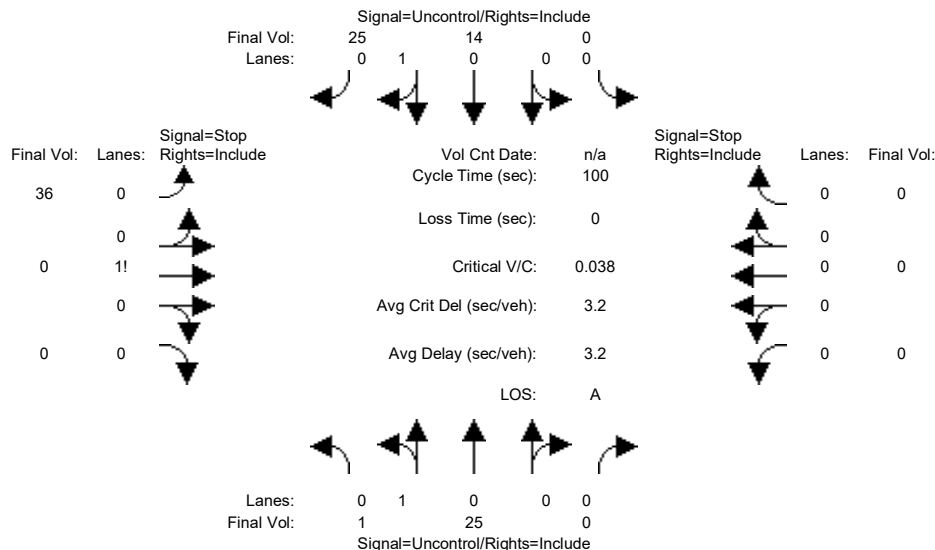 Signal=Uncontrol/Rights=Include
Final Vol: 25 14 0
Lanes: 0 1 0 0 0
Signal=Stop
Final Vol: Lanes: Rights=Include
Vol Cnt Date: n/a
Signal=Stop
Rights=Include Lanes: Final Vol:
Cycle Time (sec): 100
36 0
0 0
Loss Time (sec): 0
0
0
0 1!
Critical V/C: 0.038
0 0
0
Avg Crit Del (sec/veh): 3.2
0
0 0
Avg Delay (sec/veh): 3.2
0 0
LOS: A
Lanes: 0 1 0 0 0
Final Vol: 1 25 0
Signal=Uncontrol/Rights=Include